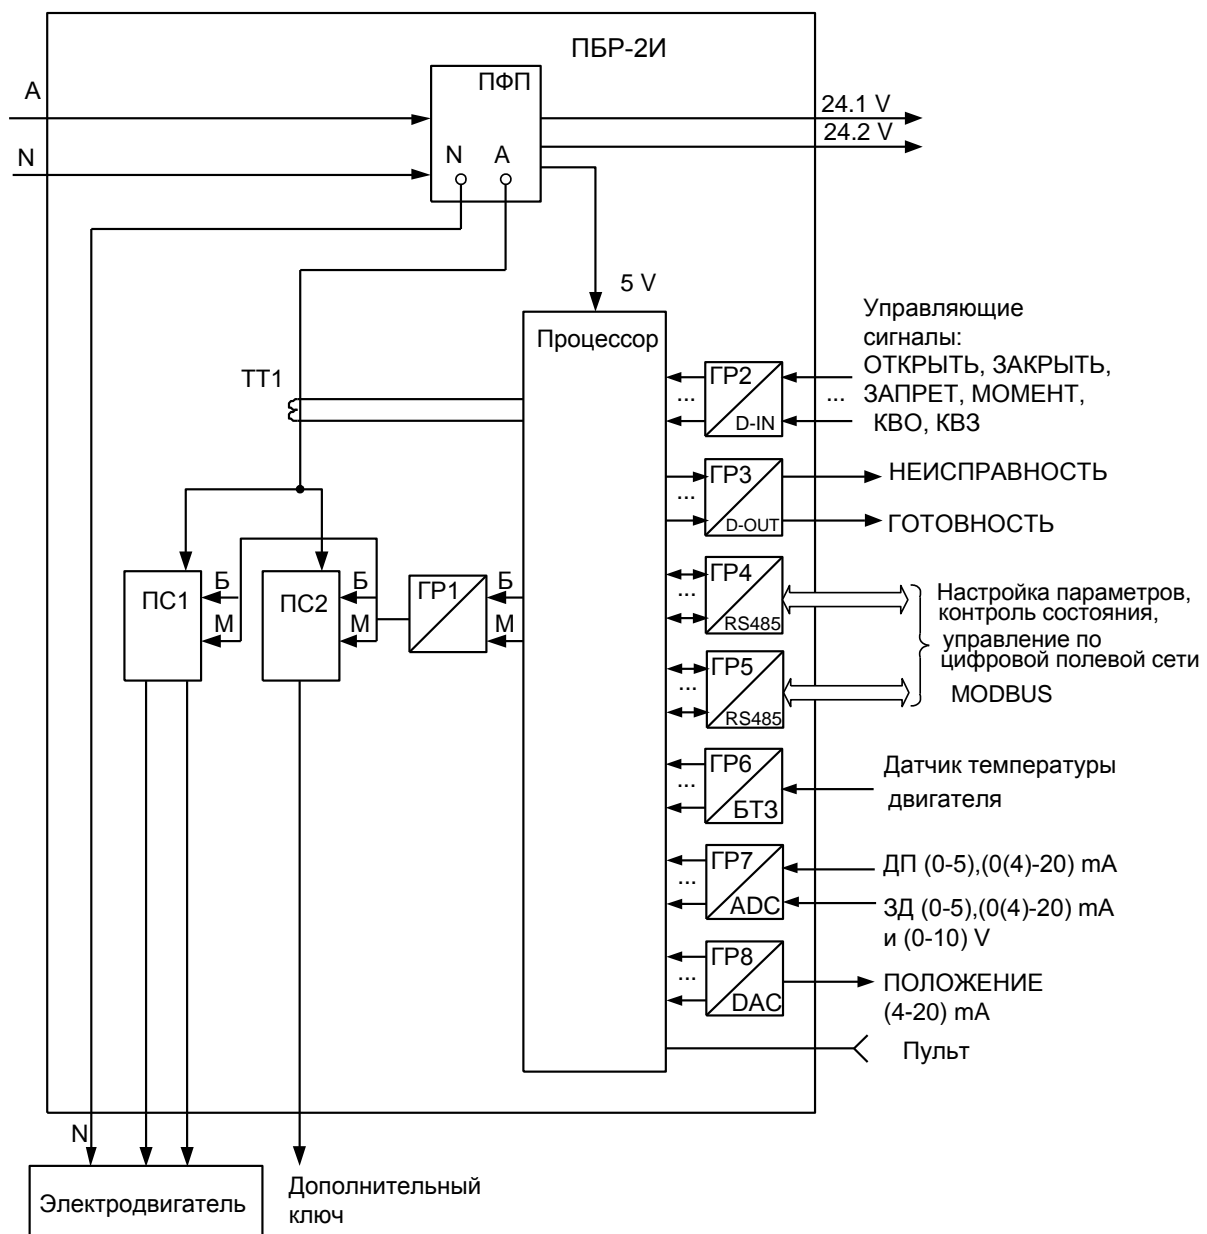 ПБР-2И
ПФП
A
24.1 V
24.2 V
N
N A
5 V
Процессор
Управляющие
сигналы:
ОТКРЫТЬ, ЗАКРЫТЬ,
... ЗАПРЕТ, МОМЕНТ,
КВО, КВЗ
ГР2
...
D-IN
ТТ1
ГР3
...
D-OUT
НЕИСПРАВНОСТЬ
ГОТОВНОСТЬ
ПС1
Б
М
ПС2
Б
М
ГР1
Б
М
ГР4
...
RS485
Настройка параметров,
контроль состояния,
управление по
цифровой полевой сети
MODBUS
ГР5
...
RS485
ГР6
...
БТЗ
Датчик температуры
двигателя
ГР7
...
ADC
ДП (0-5),(0(4)-20) mA
ЗД (0-5),(0(4)-20) mA
и (0-10) V
ГР8
...
DAC
ПОЛОЖЕНИЕ
(4-20) mA
Пульт
N
Электродвигатель
Дополнительный
ключ